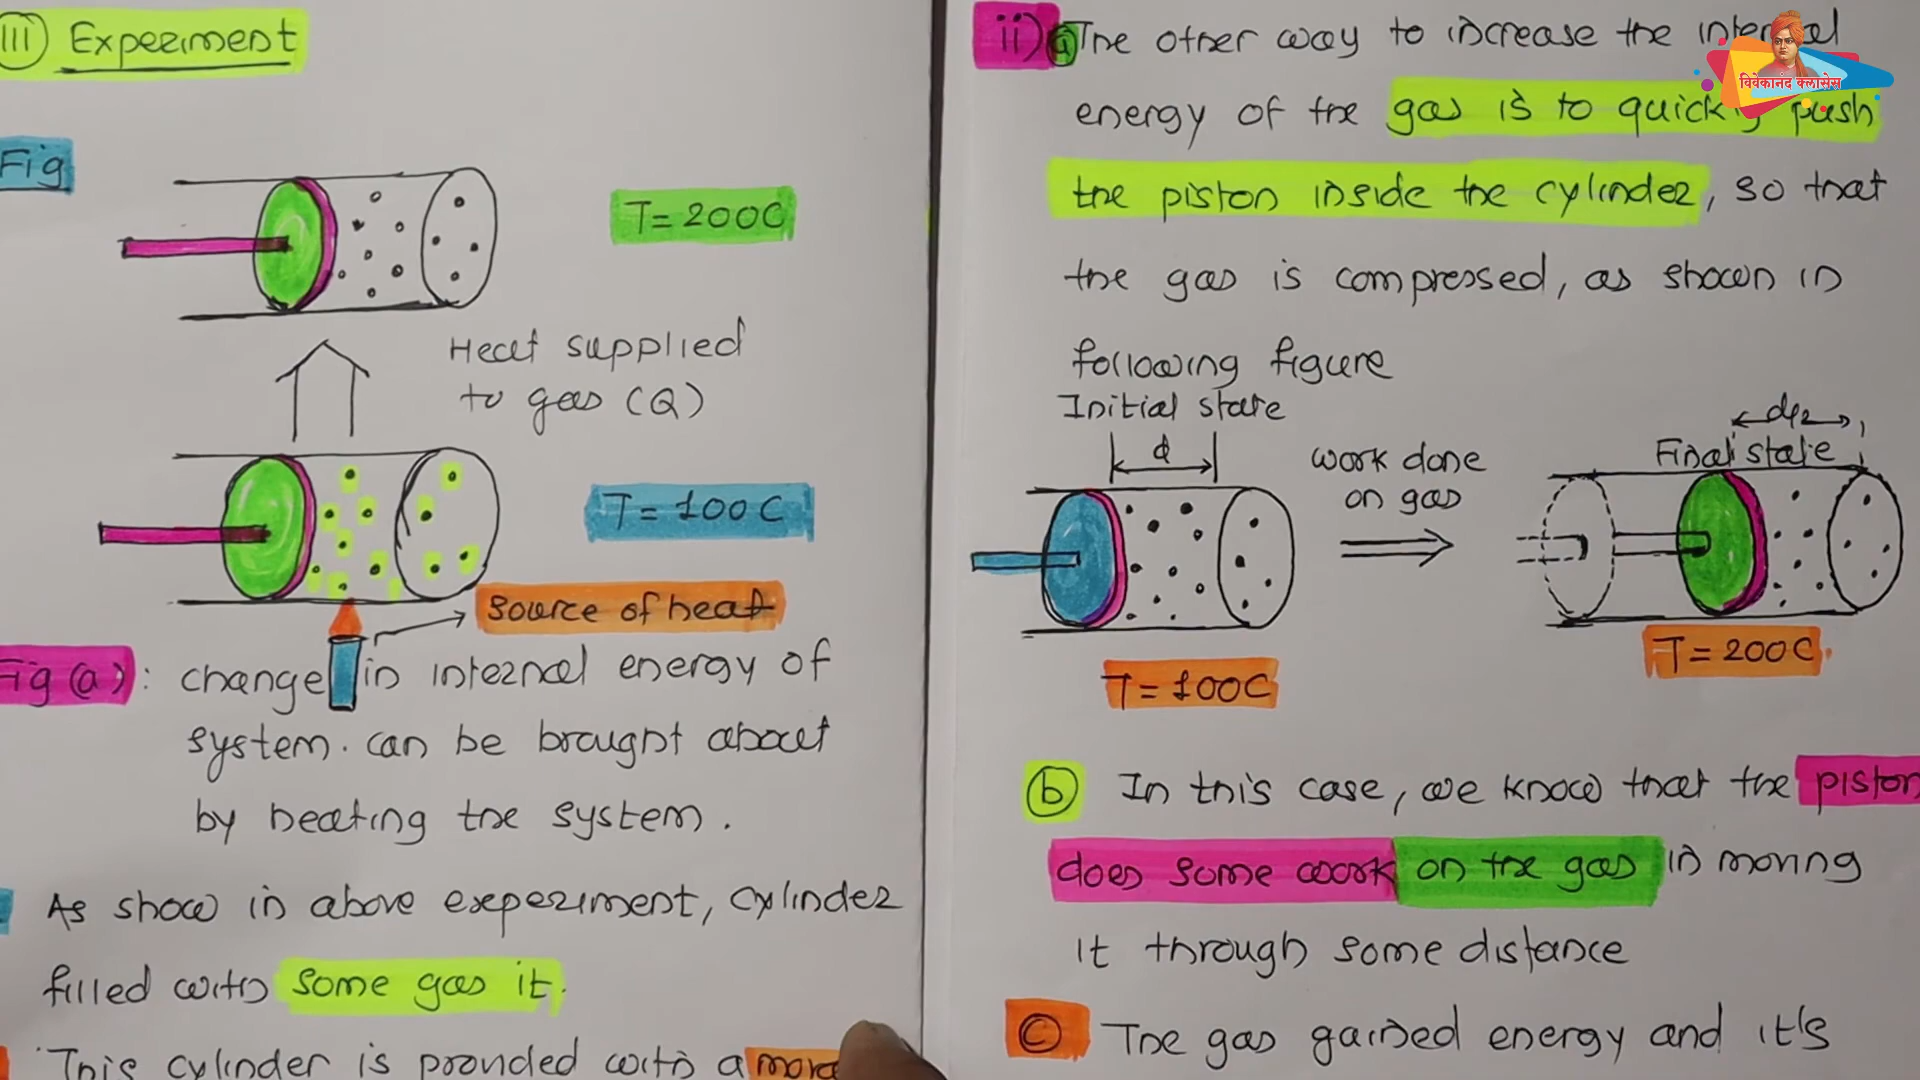 iii) Experiment
Fig
T = 200C
Heat supplied
to gas (Q)
T = 100C
source of heat
Fig (a) : change in internal energy of
system. can be brought about
by heating the system.
As show in above experiment, cylinder
filled with some gas it.
This cylinder is provided with a
ii) a The other way to increase the internal
energy of the gas is to quickly push
the piston inside the cylinder, so that
the gas is compressed, as shown in
following figure
Initial state
d
work done
on gas
d/2
Final state
T = 100C
T = 200C.
b In this case, we know that the piston
does some work on the gas in moving
it through some distance
c The gas gained energy and it's
विवेकानंद क्लासेस